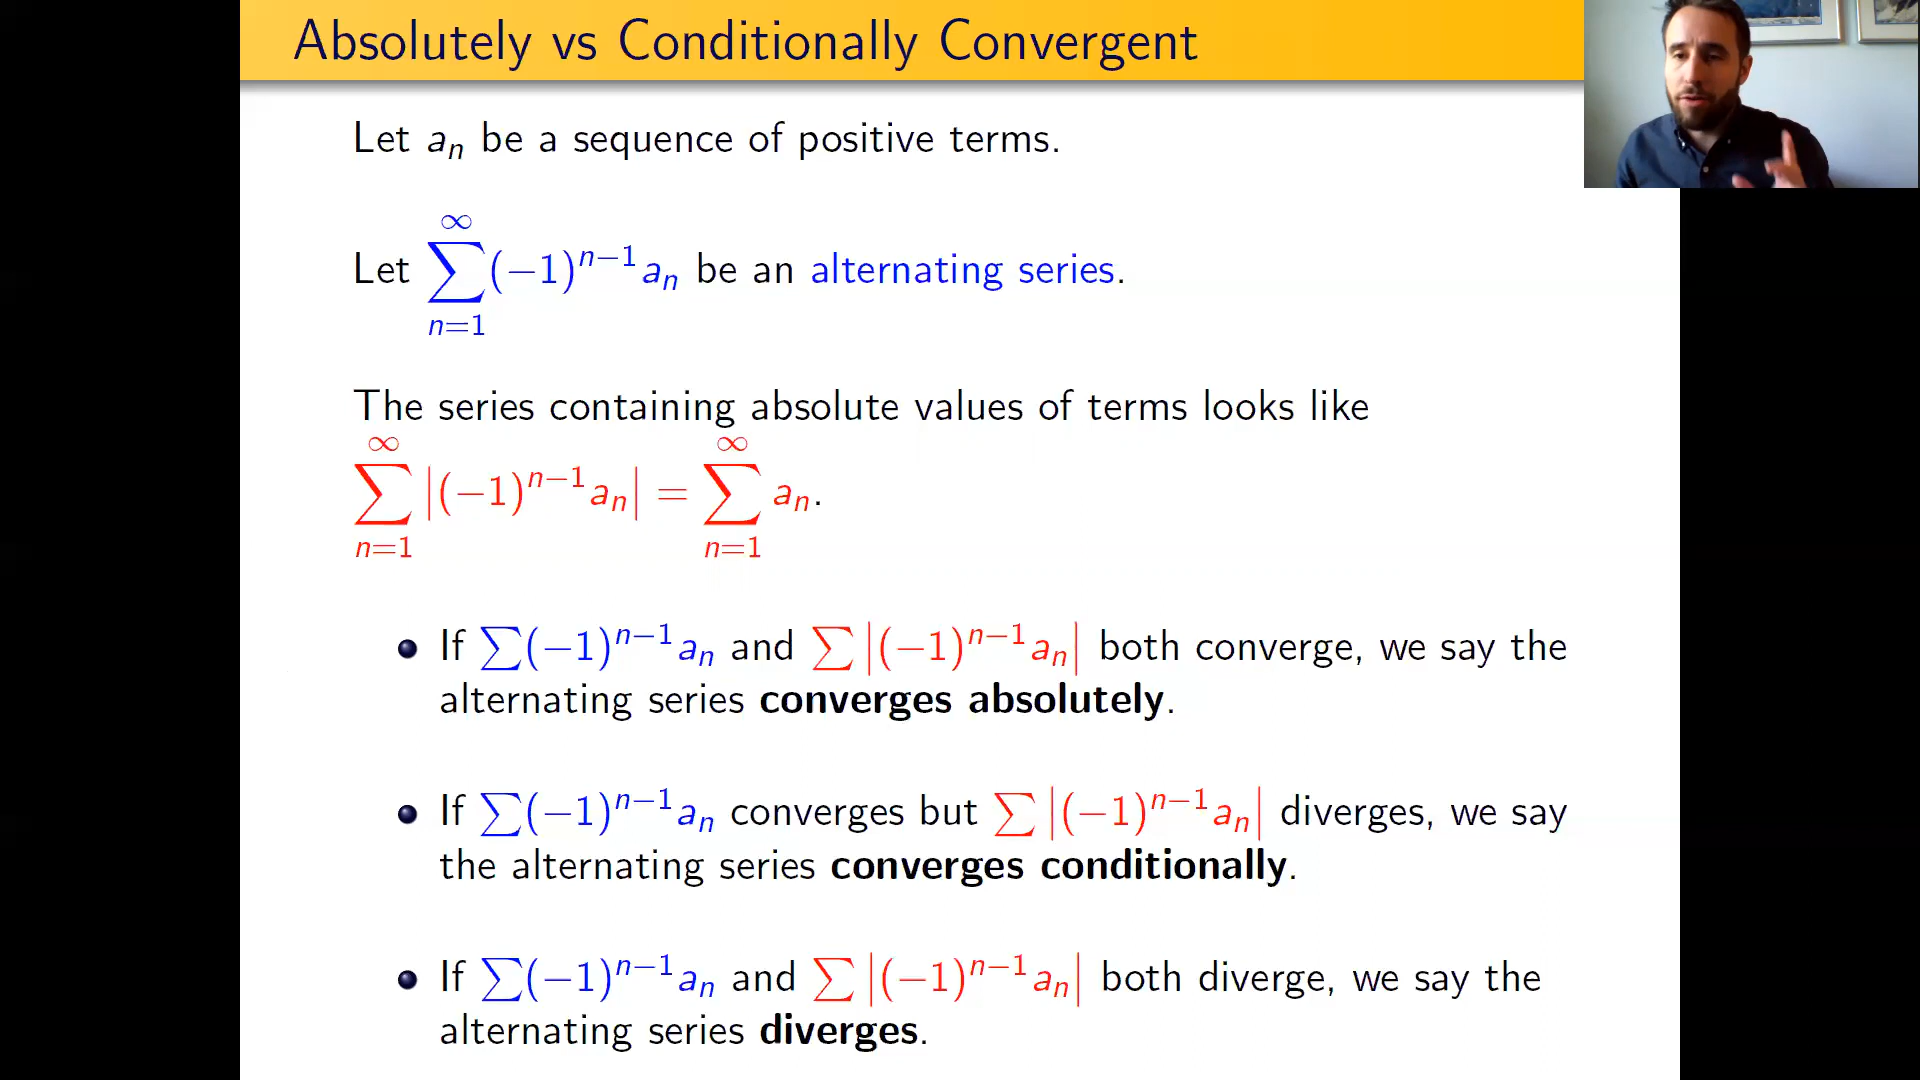 Absolutely vs Conditionally Convergent
Let aₙ be a sequence of positive terms.
Let ∑_{n=1}^{∞} (−1)^{n−1} aₙ be an alternating series.
The series containing absolute values of terms looks like
∑_{n=1}^{∞} |(−1)^{n−1} aₙ| = ∑_{n=1}^{∞} aₙ.
• If ∑(−1)^{n−1} aₙ and ∑ |(−1)^{n−1} aₙ| both converge, we say the
alternating series converges absolutely.
• If ∑(−1)^{n−1} aₙ converges but ∑ |(−1)^{n−1} aₙ| diverges, we say
the alternating series converges conditionally.
• If ∑(−1)^{n−1} aₙ and ∑ |(−1)^{n−1} aₙ| both diverge, we say the
alternating series diverges.